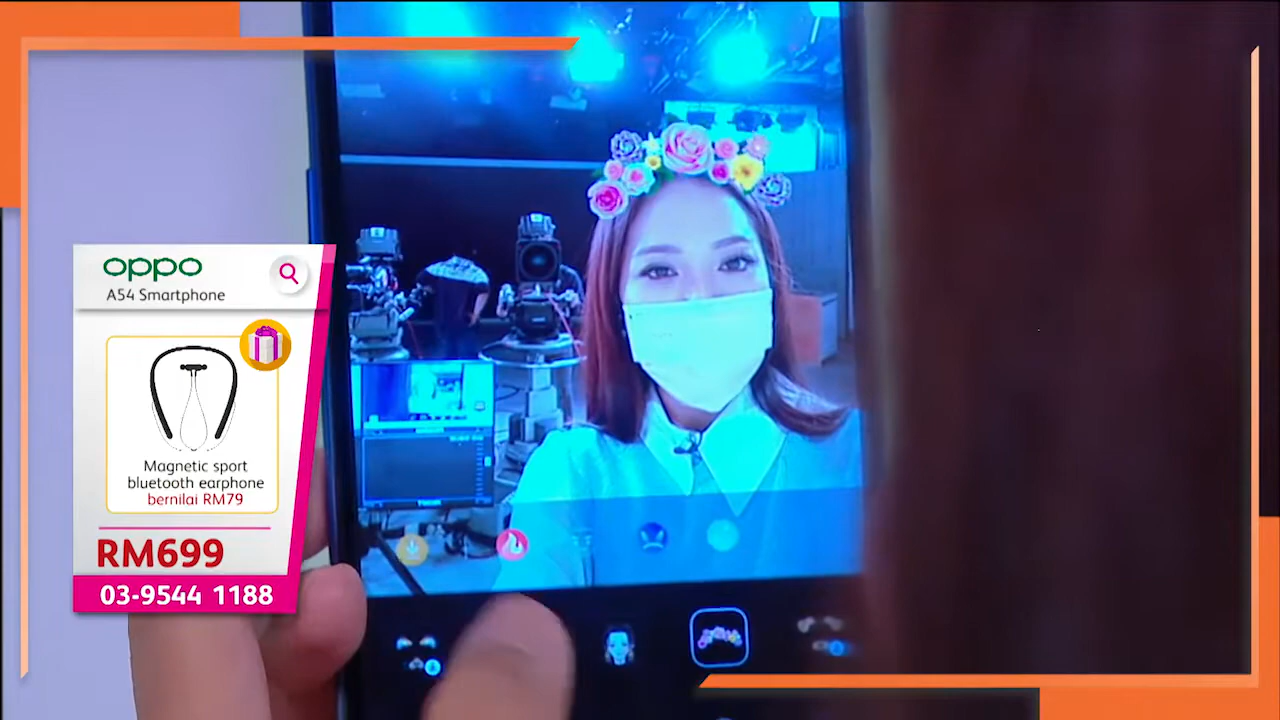 oppo
A54 Smartphone
Magnetic sport
bluetooth earphone
bernilai RM79
RM699
03-9544 1188